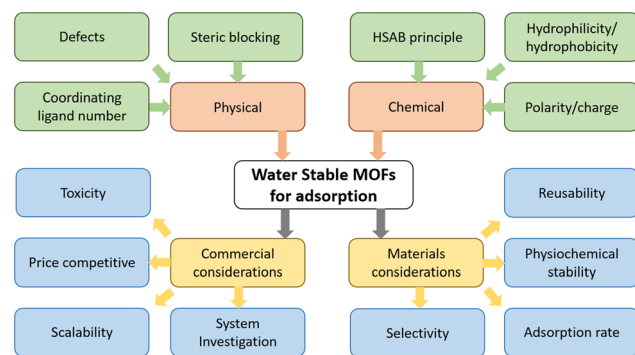 Defects
Steric blocking
HSAB principle
Hydrophilicity/
hydrophobicity
Coordinating
ligand number
Physical
Chemical
Polarity/charge
Water Stable MOFs
for adsorption
Toxicity
Reusability
Price competitive
Commercial
considerations
Materials
considerations
Physiochemical
stability
Scalability
System
Investigation
Selectivity
Adsorption rate